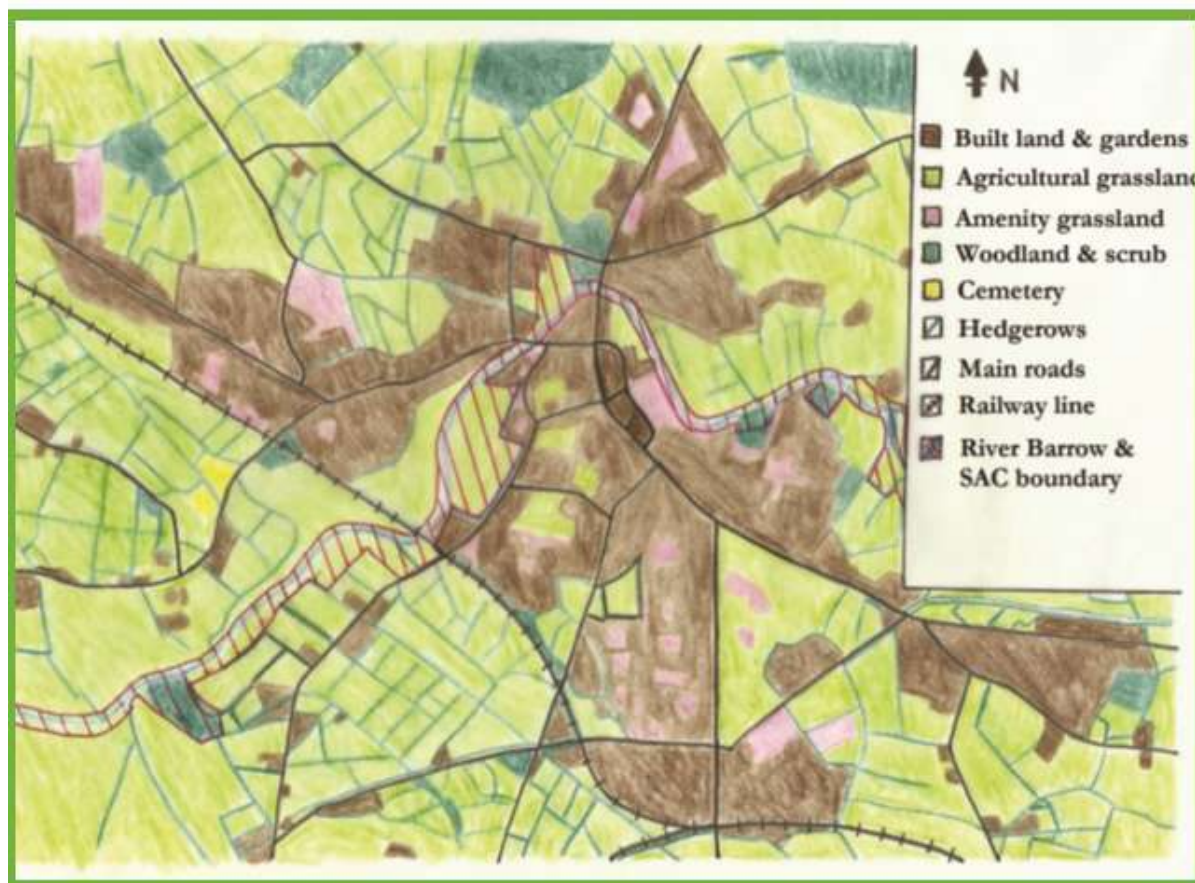 N
Built land & gardens
Agricultural grassland
Amenity grassland
Woodland & scrub
Cemetery
Hedgerows
Main roads
Railway line
River Barrow &
SAC boundary